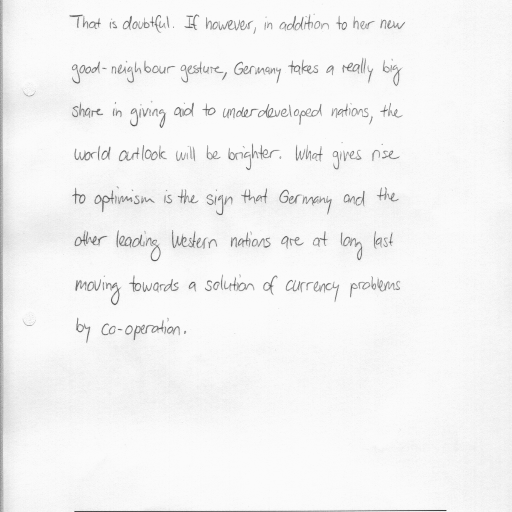 That is doubtful. If however, in addition to her new
good-neighbour gesture, Germany takes a really big
share in giving aid to underdeveloped nations, the
world outlook will be brighter. What gives rise
to optimism is the sign that Germany and the
other leading Western nations are at long last
moving towards a solution of currency problems
by co-operation.